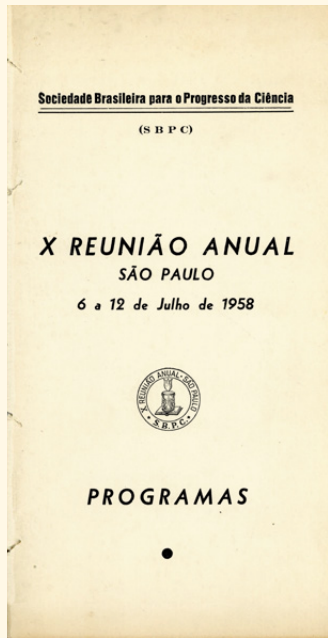 Sociedade Brasileira para o Progresso da Ciência
(S B P C)
X REUNIÃO ANUAL
SÃO PAULO
6 a 12 de Julho de 1958
X REUNIÃO ANUAL - SÃO PAULO
S.B.P.C.
PROGRAMAS